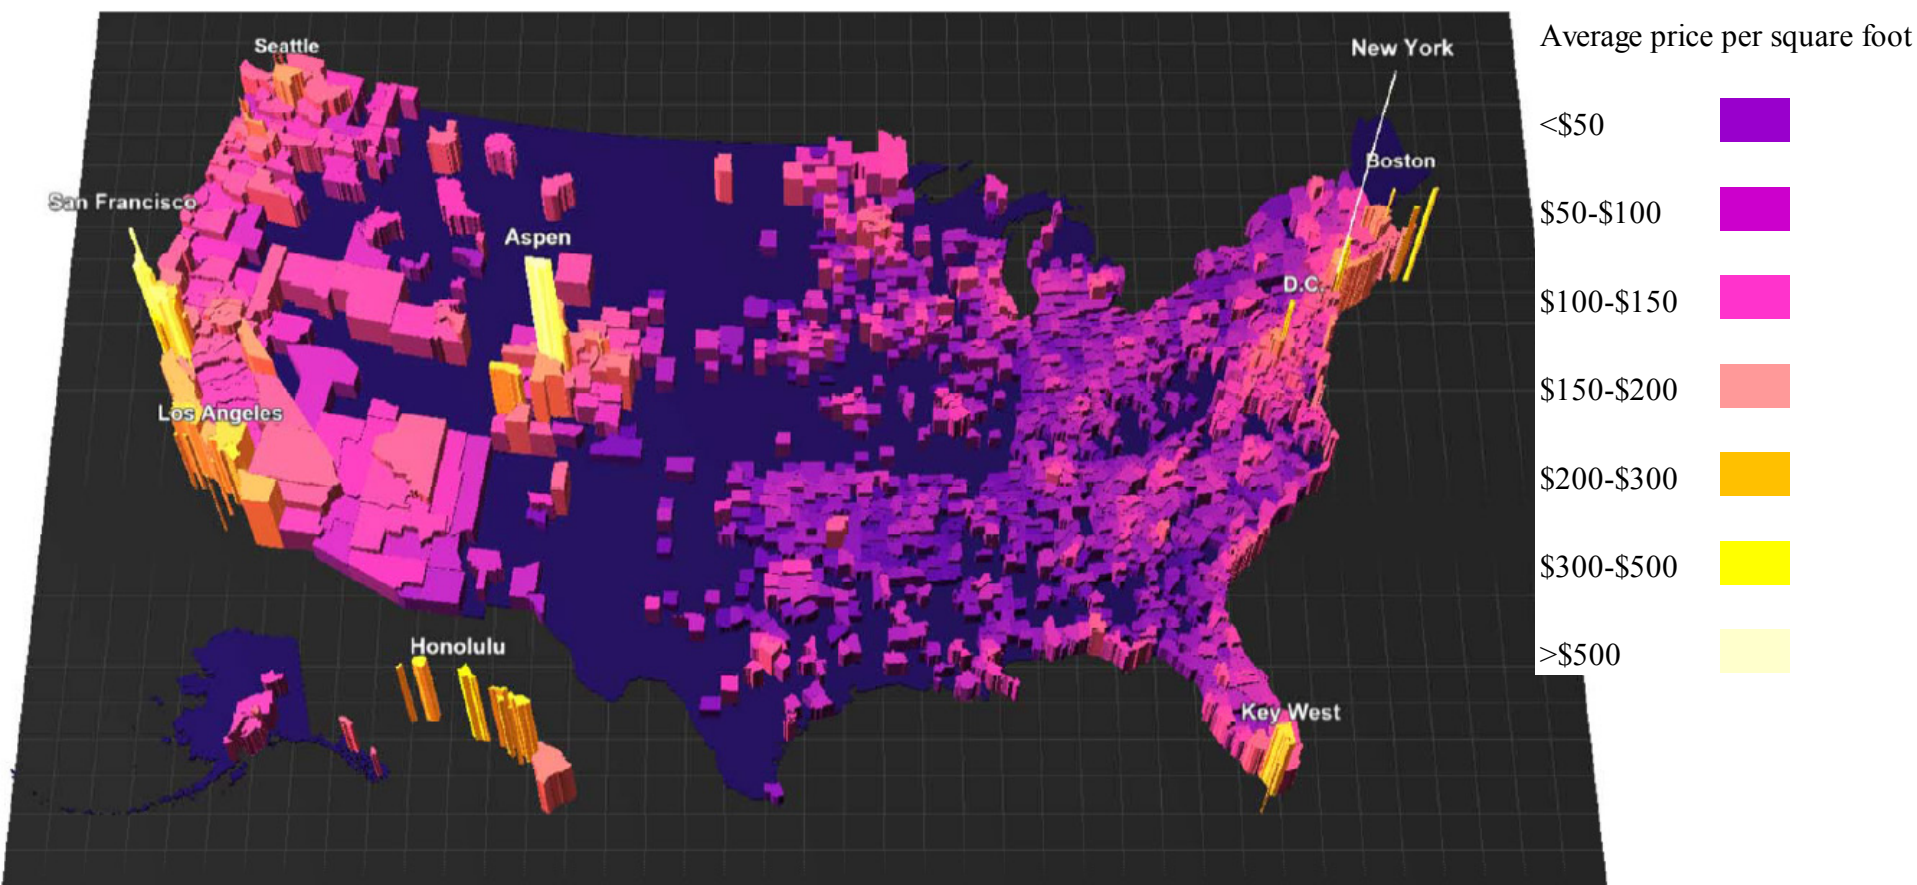 Seattle
New York
Average price per square foot
<$50
Boston
San Francisco
$50-$100
Aspen
D.C.
$100-$150
$150-$200
Los Angeles
$200-$300
$300-$500
Honolulu
>$500
Key West